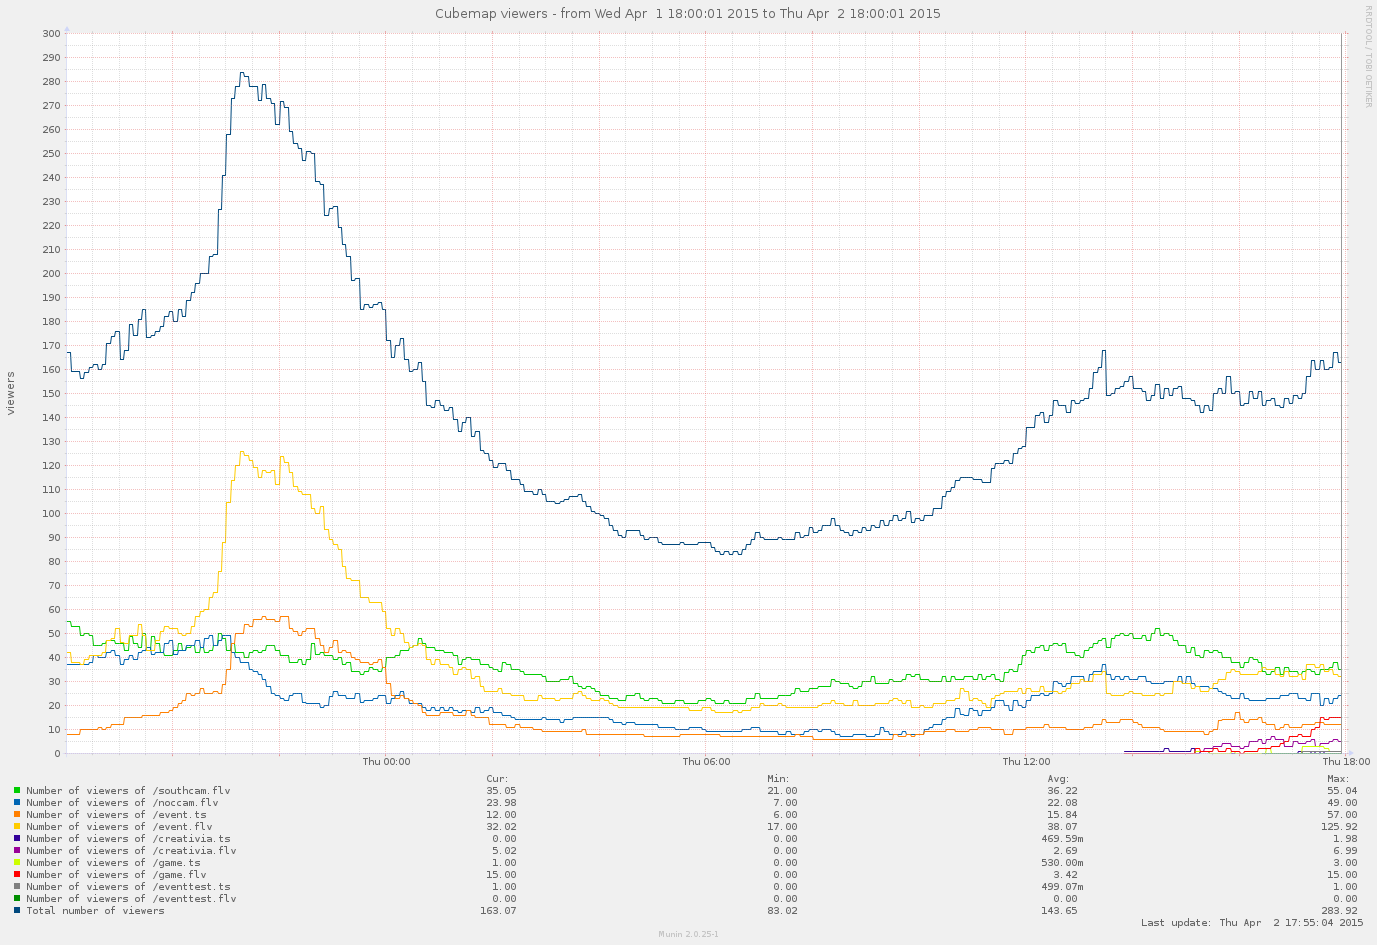 Cubemap viewers - from Wed Apr  1 18:00:01 2015 to Thu Apr  2 18:00:01 2015
RRDTOOL / TOBI OETIKER
300
290
280
270
260
250
240
230
220
210
200
190
180
170
160
150
140
130
120
110
100
90
80
70
60
50
40
30
20
10
0
viewers
Thu 00:00 Thu 06:00 Thu 12:00 Thu 18:00
Cur: Min: Avg: Max:
Number of viewers of /southcam.flv 35.05 21.00 36.22 55.04
Number of viewers of /noccam.flv 23.98 7.00 22.08 49.00
Number of viewers of /event.ts 12.00 6.00 15.84 57.00
Number of viewers of /event.flv 32.02 17.00 38.07 125.92
Number of viewers of /creativia.ts 0.00 0.00 469.59m 1.98
Number of viewers of /creativia.flv 5.02 0.00 2.69 6.99
Number of viewers of /game.ts 1.00 0.00 530.00m 3.00
Number of viewers of /game.flv 15.00 0.00 3.42 15.00
Number of viewers of /eventtest.ts 1.00 0.00 499.07m 1.00
Number of viewers of /eventtest.flv 0.00 0.00 0.00 0.00
Total number of viewers 163.07 83.02 143.65 283.92
Last update: Thu Apr  2 17:55:04 2015
Munin 2.0.25-1